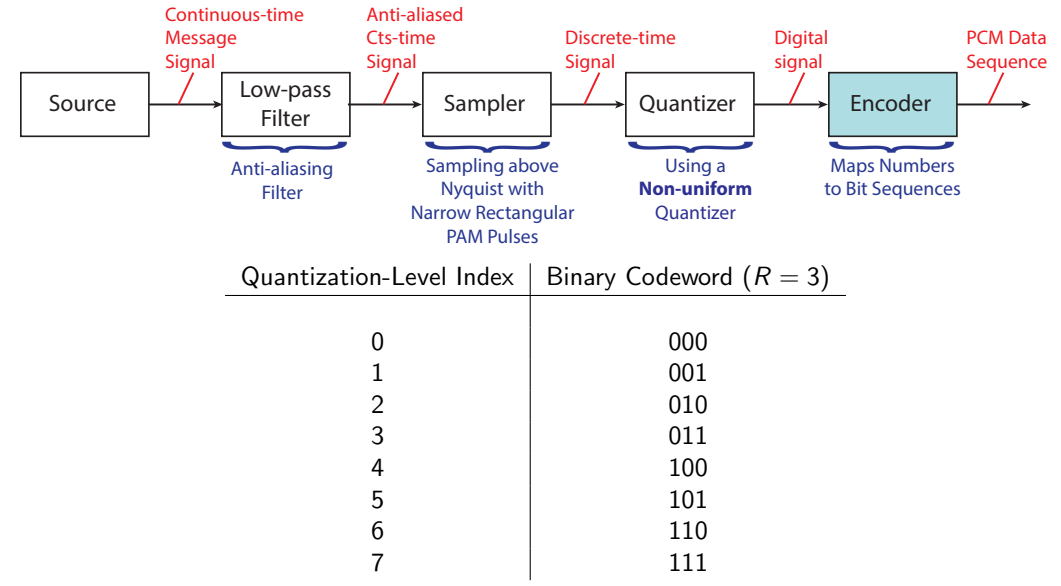 Continuous-time
Message
Signal
Anti-aliased
Cts-time
Signal
Discrete-time
Signal
Digital
signal
PCM Data
Sequence
Source
Low-pass
Filter
Sampler
Quantizer
Encoder
Anti-aliasing
Filter
Sampling above
Nyquist with
Narrow Rectangular
PAM Pulses
Using a
Non-uniform
Quantizer
Maps Numbers
to Bit Sequences
Quantization-Level Index Binary Codeword (R = 3)
0 000
1 001
2 010
3 011
4 100
5 101
6 110
7 111